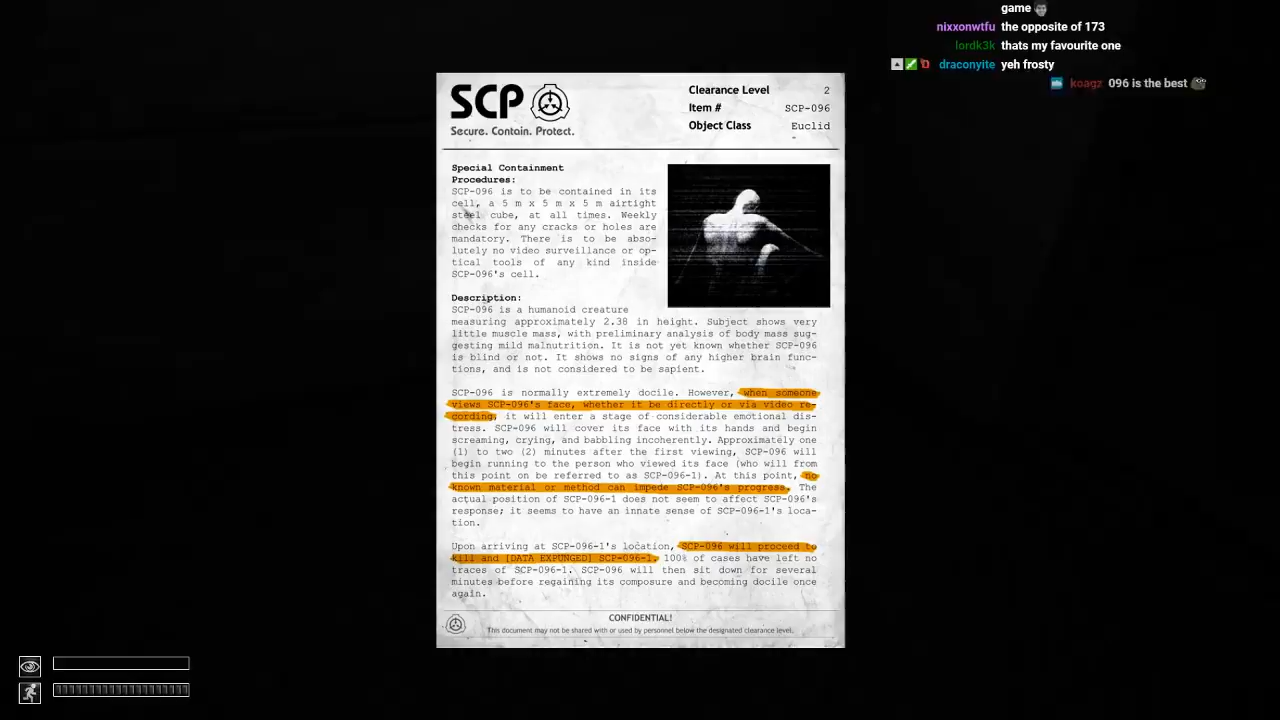 game
nixxonwtfu the opposite of 173
lordk3k thats my favourite one
draconyite yeh frosty
koagz 096 is the best
SCP
Secure. Contain. Protect.
Clearance Level 2
Item # SCP-096
Object Class Euclid
Special Containment
Procedures:
SCP-096 is to be contained in its
cell, a 5 m x 5 m x 5 m airtight
steel cube, at all times. Weekly
checks for any cracks or holes are
mandatory. There is to be abso-
lutely no video surveillance or op-
tical tools of any kind inside
SCP-096's cell.
Description:
SCP-096 is a humanoid creature
measuring approximately 2.38 in height. Subject shows very
little muscle mass, with preliminary analysis of body mass sug-
gesting mild malnutrition. It is not yet known whether SCP-096
is blind or not. It shows no signs of any higher brain func-
tions, and is not considered to be sapient.
SCP-096 is normally extremely docile. However, when someone
views SCP-096's face, whether it be directly or via video re-
cording, it will enter a stage of considerable emotional dis-
tress. SCP-096 will cover its face with its hands and begin
screaming, crying, and babbling incoherently. Approximately one
(1) to two (2) minutes after the first viewing, SCP-096 will
begin running to the person who viewed its face (who will from
this point on be referred to as SCP-096-1). At this point, no
known material or method can impede SCP-096's progress. The
actual position of SCP-096-1 does not seem to affect SCP-096's
response; it seems to have an innate sense of SCP-096-1's loca-
tion.
Upon arriving at SCP-096-1's location, SCP-096 will proceed to
kill and [DATA EXPUNGED] SCP-096-1. 100% of cases have left no
traces of SCP-096-1. SCP-096 will then sit down for several
minutes before regaining its composure and becoming docile once
again.
CONFIDENTIAL!
This document may not be shared with or used by personnel below the designated clearance level.